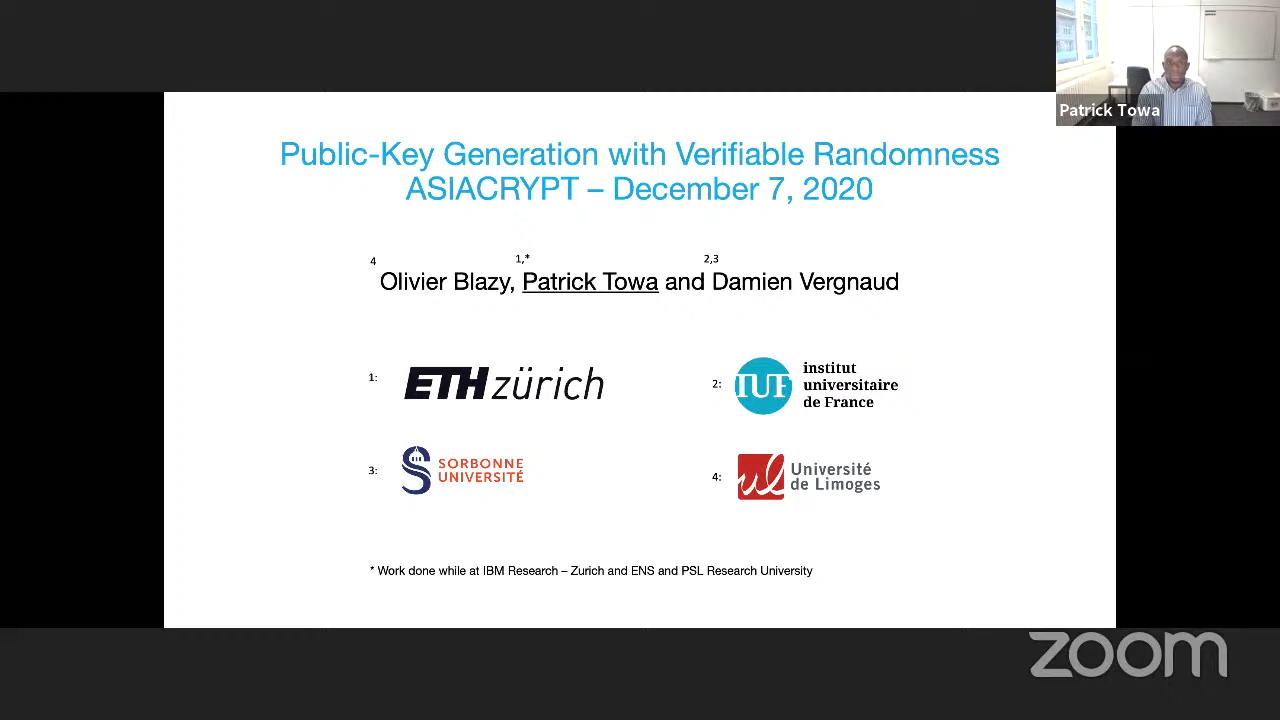 Patrick Towa
Public-Key Generation with Verifiable Randomness
ASIACRYPT – December 7, 2020
4 1,* 2,3
Olivier Blazy, Patrick Towa and Damien Vergnaud
1: ETH zürich
2: IUF institut
universitaire
de France
3: SORBONNE
UNIVERSITÉ
4: ul Université
de Limoges
* Work done while at IBM Research – Zurich and ENS and PSL Research University
zoom